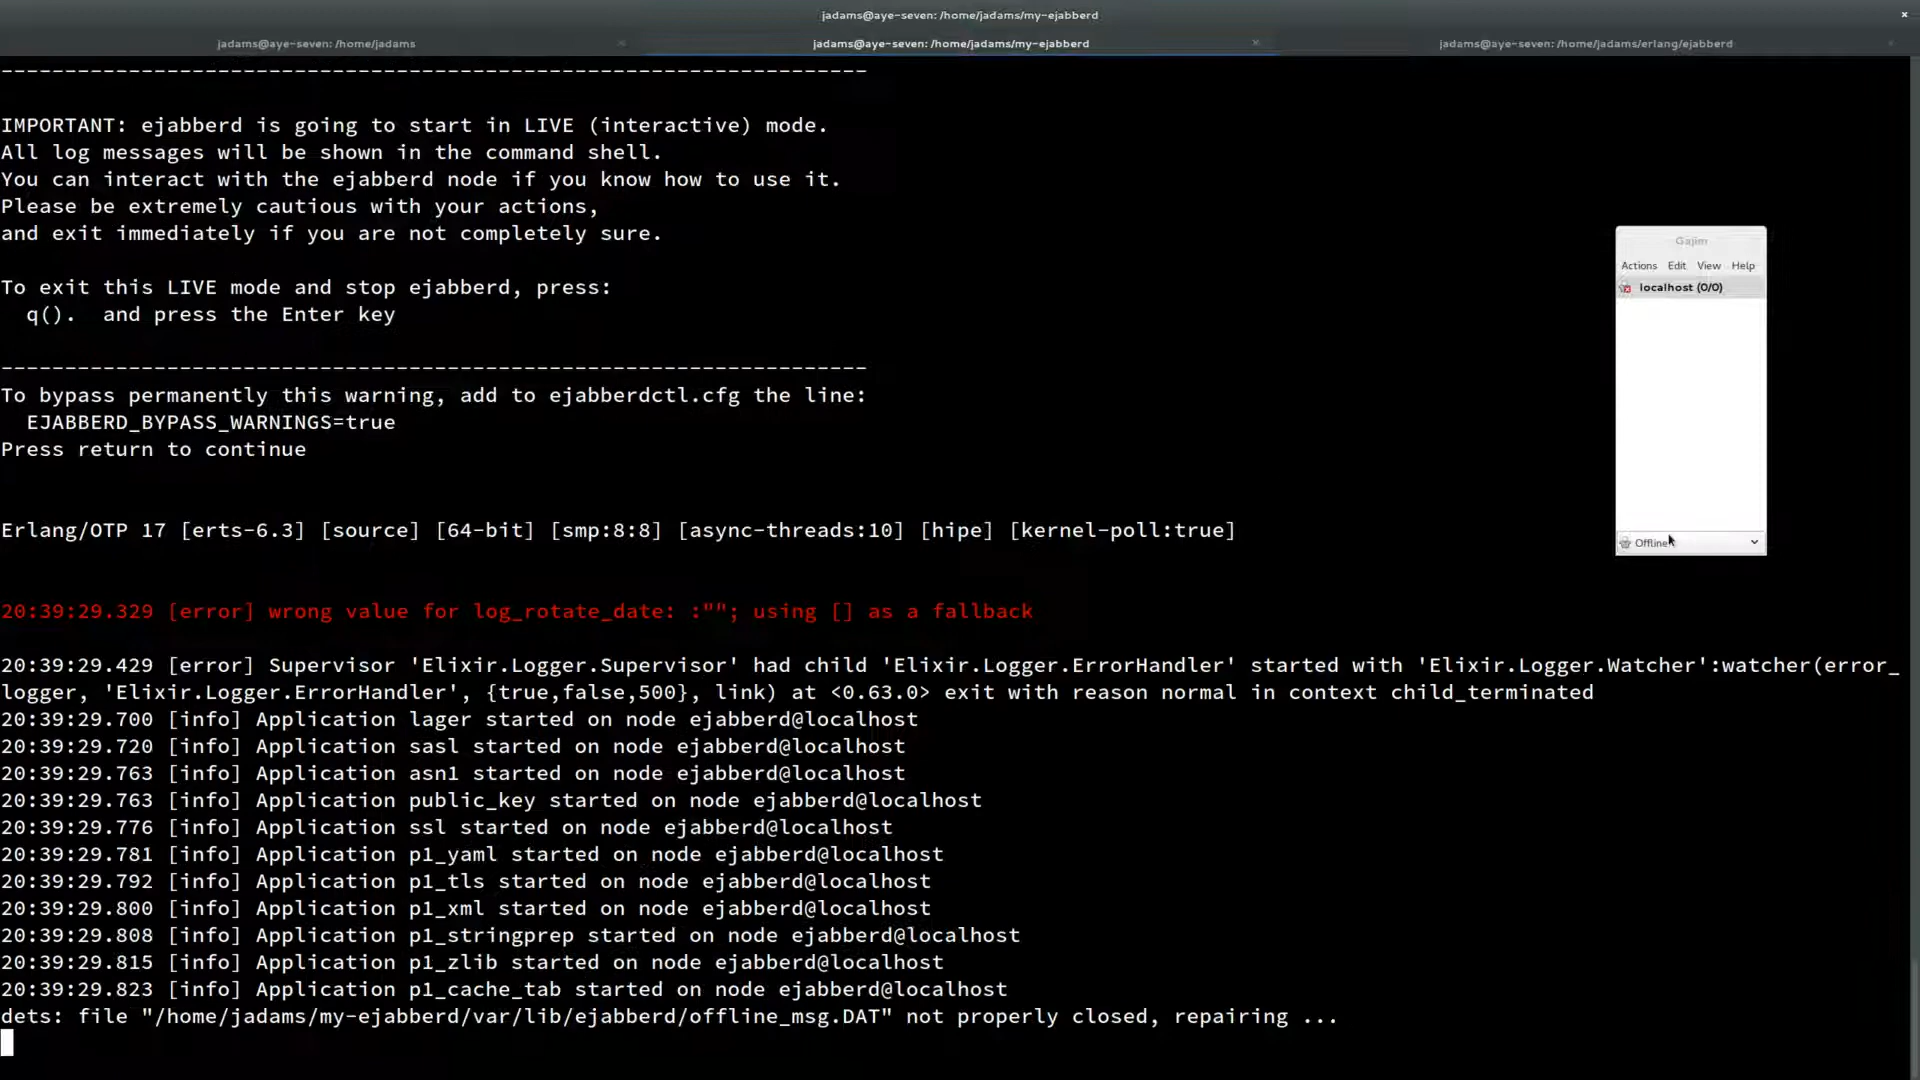 jadams@aye-seven: /home/jadams/my-ejabberd
jadams@aye-seven: /home/jadams
jadams@aye-seven: /home/jadams/my-ejabberd
jadams@aye-seven: /home/jadams/erlang/ejabberd
--------------------------------------------------------------------
IMPORTANT: ejabberd is going to start in LIVE (interactive) mode.
All log messages will be shown in the command shell.
You can interact with the ejabberd node if you know how to use it.
Please be extremely cautious with your actions,
and exit immediately if you are not completely sure.
To exit this LIVE mode and stop ejabberd, press:
  q().  and press the Enter key
--------------------------------------------------------------------
To bypass permanently this warning, add to ejabberdctl.cfg the line:
  EJABBERD_BYPASS_WARNINGS=true
Press return to continue
Erlang/OTP 17 [erts-6.3] [source] [64-bit] [smp:8:8] [async-threads:10] [hipe] [kernel-poll:true]
20:39:29.329 [error] wrong value for log_rotate_date: :""; using [] as a fallback
20:39:29.429 [error] Supervisor 'Elixir.Logger.Supervisor' had child 'Elixir.Logger.ErrorHandler' started with 'Elixir.Logger.Watcher':watcher(error_
logger, 'Elixir.Logger.ErrorHandler', {true,false,500}, link) at <0.63.0> exit with reason normal in context child_terminated
20:39:29.700 [info] Application lager started on node ejabberd@localhost
20:39:29.720 [info] Application sasl started on node ejabberd@localhost
20:39:29.763 [info] Application asn1 started on node ejabberd@localhost
20:39:29.763 [info] Application public_key started on node ejabberd@localhost
20:39:29.776 [info] Application ssl started on node ejabberd@localhost
20:39:29.781 [info] Application p1_yaml started on node ejabberd@localhost
20:39:29.792 [info] Application p1_tls started on node ejabberd@localhost
20:39:29.800 [info] Application p1_xml started on node ejabberd@localhost
20:39:29.808 [info] Application p1_stringprep started on node ejabberd@localhost
20:39:29.815 [info] Application p1_zlib started on node ejabberd@localhost
20:39:29.823 [info] Application p1_cache_tab started on node ejabberd@localhost
dets: file "/home/jadams/my-ejabberd/var/lib/ejabberd/offline_msg.DAT" not properly closed, repairing ...
Gajim
Actions Edit View Help
localhost (0/0)
Offline